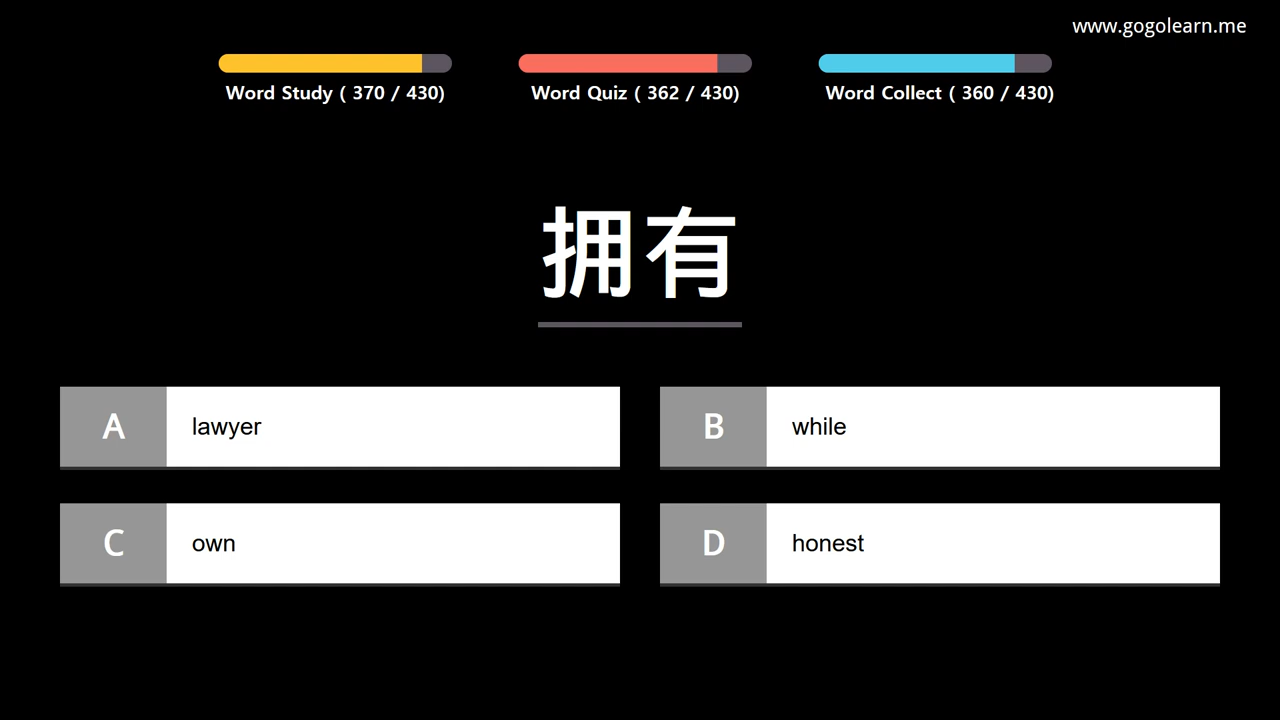 www.gogolearn.me
Word Study ( 370 / 430)
Word Quiz ( 362 / 430)
Word Collect ( 360 / 430)
拥有
A lawyer
B while
C own
D honest